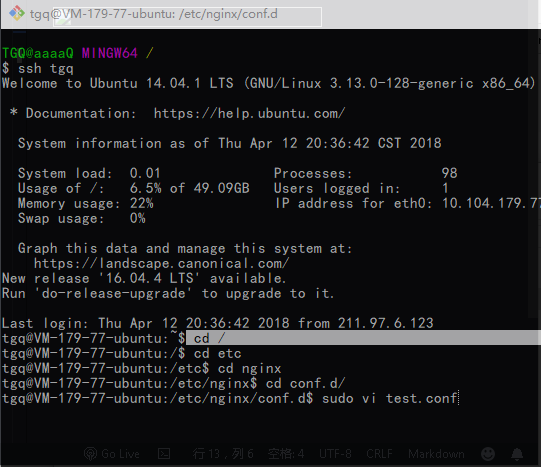 tgq@VM-179-77-ubuntu: /etc/nginx/conf.d
TGQ@aaaaQ MINGW64 /
$ ssh tgq
Welcome to Ubuntu 14.04.1 LTS (GNU/Linux 3.13.0-128-generic x86_64)
* Documentation:  https://help.ubuntu.com/
System information as of Thu Apr 12 20:36:42 CST 2018
System load:  0.01    Processes:    98
Usage of /:   6.5% of 49.09GB   Users logged in:    1
Memory usage: 22%    IP address for eth0: 10.104.179.77
Swap usage:   0%
Graph this data and manage this system at:
https://landscape.canonical.com/
New release '16.04.4 LTS' available.
Run 'do-release-upgrade' to upgrade to it.
Last login: Thu Apr 12 20:36:42 2018 from 211.97.6.123
tgq@VM-179-77-ubuntu:~$ cd /
tgq@VM-179-77-ubuntu:/$ cd etc
tgq@VM-179-77-ubuntu:/etc$ cd nginx
tgq@VM-179-77-ubuntu:/etc/nginx$ cd conf.d/
tgq@VM-179-77-ubuntu:/etc/nginx/conf.d$ sudo vi test.conf
Go Live 行 13，列 6 空格: 4 UTF-8 CRLF Markdown